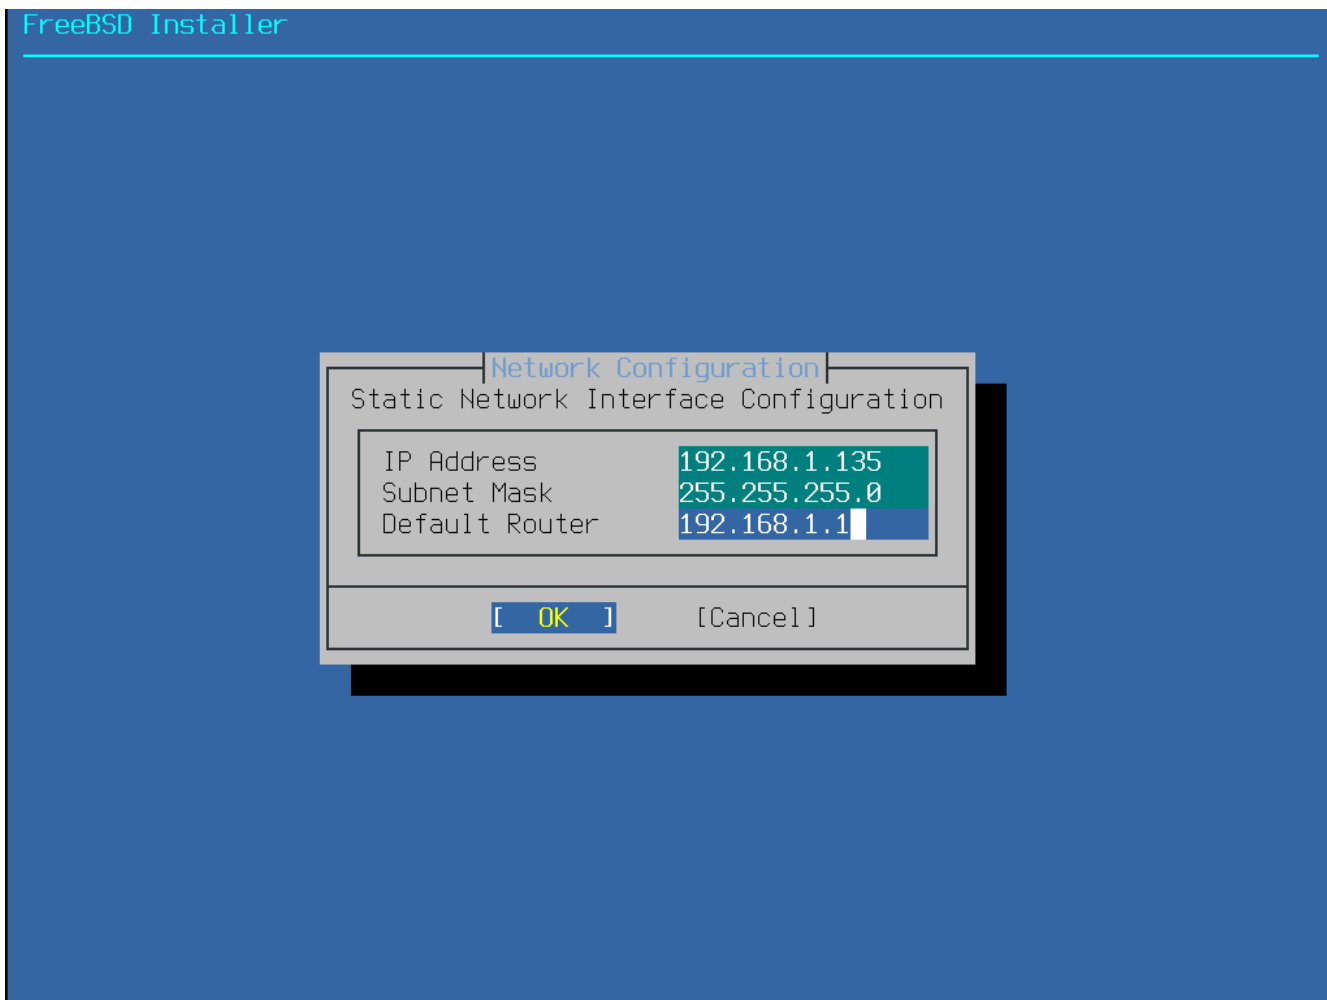 FreeBSD Installer
Network Configuration
Static Network Interface Configuration
IP Address 192.168.1.135
Subnet Mask 255.255.255.0
Default Router 192.168.1.1
[ OK ] [Cancel]